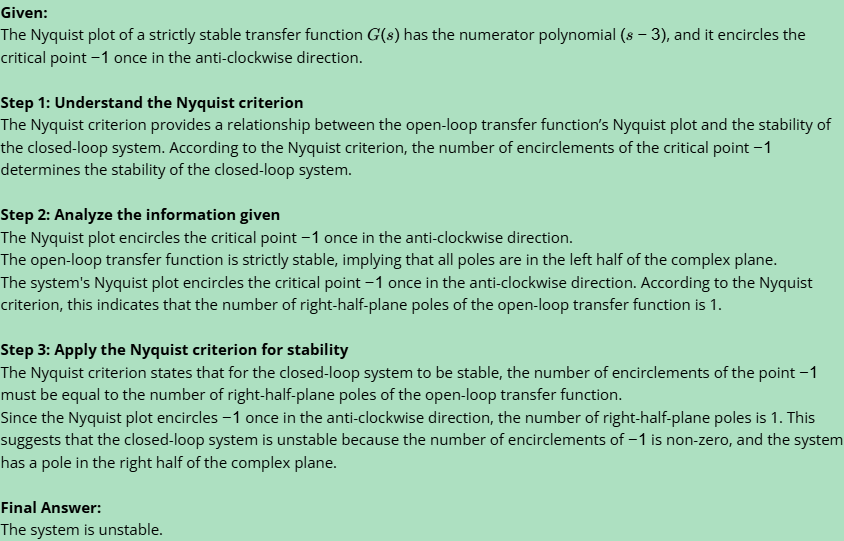 Given:
The Nyquist plot of a strictly stable transfer function G(s) has the numerator polynomial (s − 3), and it encircles the
critical point −1 once in the anti-clockwise direction.
Step 1: Understand the Nyquist criterion
The Nyquist criterion provides a relationship between the open-loop transfer function's Nyquist plot and the stability of
the closed-loop system. According to the Nyquist criterion, the number of encirclements of the critical point −1
determines the stability of the closed-loop system.
Step 2: Analyze the information given
The Nyquist plot encircles the critical point −1 once in the anti-clockwise direction.
The open-loop transfer function is strictly stable, implying that all poles are in the left half of the complex plane.
The system's Nyquist plot encircles the critical point −1 once in the anti-clockwise direction. According to the Nyquist
criterion, this indicates that the number of right-half-plane poles of the open-loop transfer function is 1.
Step 3: Apply the Nyquist criterion for stability
The Nyquist criterion states that for the closed-loop system to be stable, the number of encirclements of the point −1
must be equal to the number of right-half-plane poles of the open-loop transfer function.
Since the Nyquist plot encircles −1 once in the anti-clockwise direction, the number of right-half-plane poles is 1. This
suggests that the closed-loop system is unstable because the number of encirclements of −1 is non-zero, and the system
has a pole in the right half of the complex plane.
Final Answer:
The system is unstable.